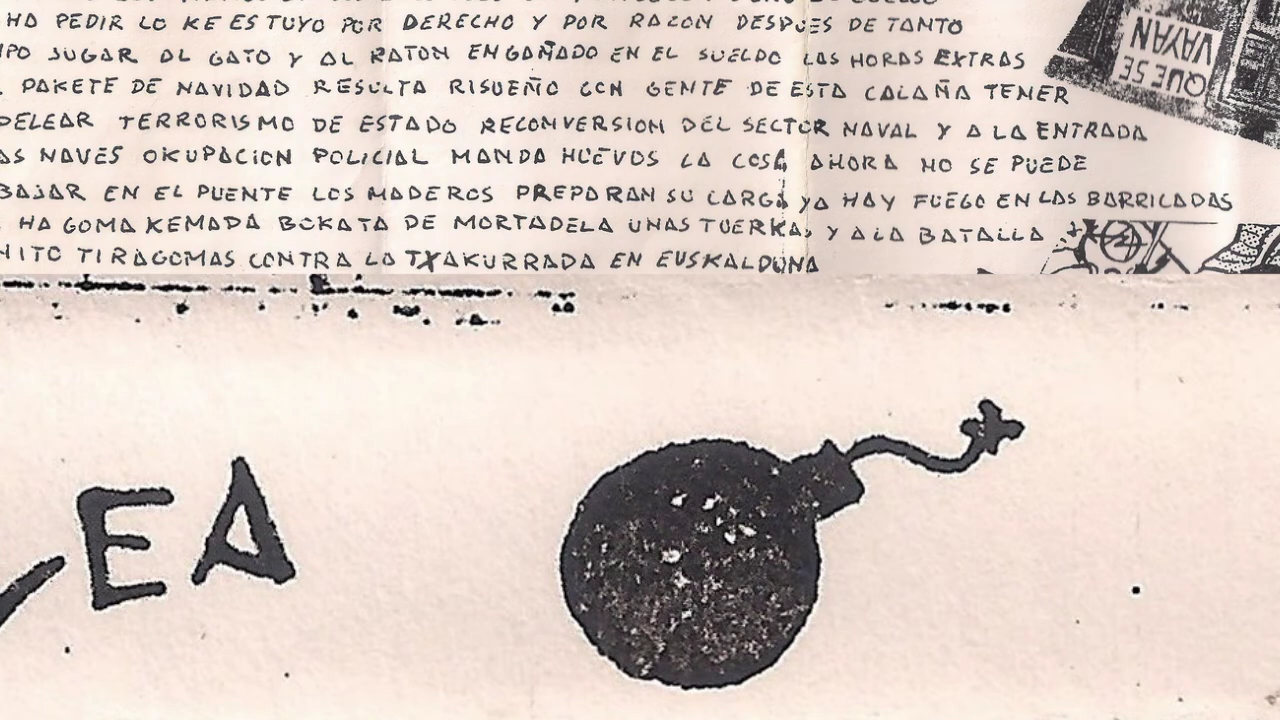 HA PEDIR LO KE ES TUYO POR DERECHO Y POR RAZON DESPUES DE TANTO
JUGAR AL GATO Y AL RATON ENGAÑADO EN EL SUELDO LAS HORAS EXTRAS
PAKETE DE NAVIDAD RESULTA RISUEÑO CON GENTE DE ESTA CALAÑA TENER
TERRORISMO DE ESTADO RECONVERSION DEL SECTOR NAVAL Y A LA ENTRADA
NAVES OKUPACION POLICIAL MANDA HUEVOS LA COSA AHORA NO SE PUEDE
EN EL PUENTE LOS MADEROS PREPARAN SU CARGA YA HAY FUEGO EN LAS BARRICADAS
HA GOMA KEMADA BOKATA DE MORTADELA UNAS TUERKAS Y A LA BATALLA
TIRAGOMAS CONTRA LA TXAKURRADA EN EUSKALDUNA
QUE SE
VAYAN
EA